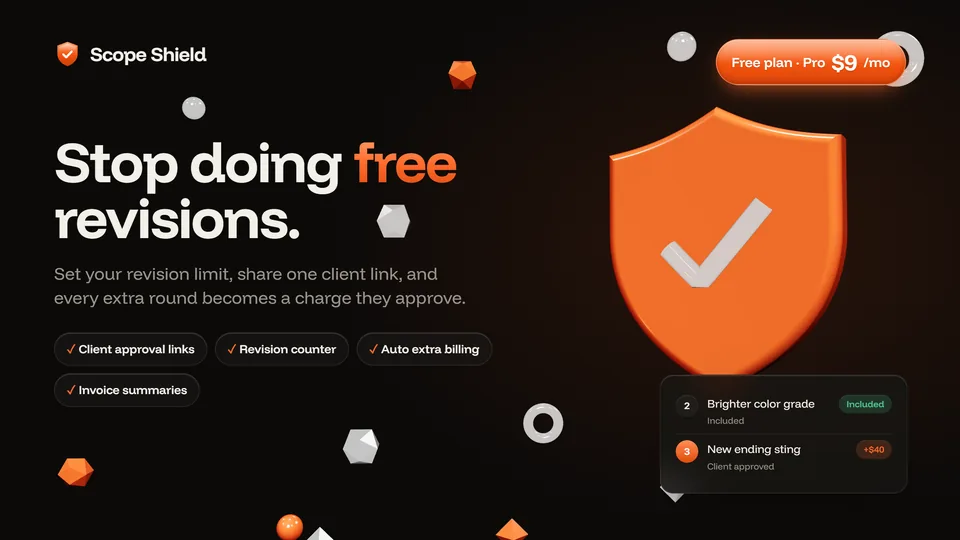 Scope Shield
Free plan · Pro $9 /mo
Stop doing free
revisions.
Set your revision limit, share one client link, and
every extra round becomes a charge they approve.
✓ Client approval links
✓ Revision counter
✓ Auto extra billing
✓ Invoice summaries
2 Brighter color grade Included
Included
3 New ending sting +$40
Client approved